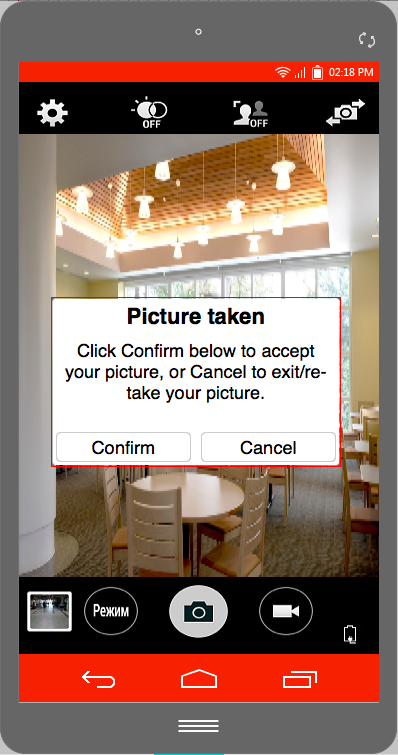 02:18 PM
OFF
OFF
Picture taken
Click Confirm below to accept
your picture, or Cancel to exit/re-
take your picture.
Confirm
Cancel
Режим